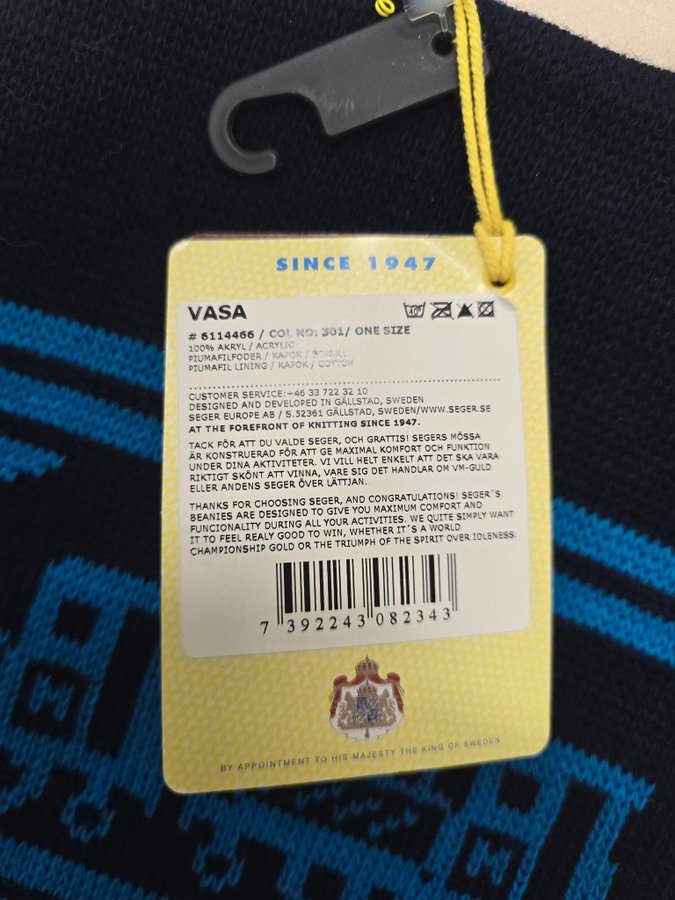 SINCE 1947
VASA
# 6114466 / COL NO: 301/ ONE SIZE
100% AKRYL / ACRYLIC
PIUMAFILFODER / KAPOK / BOMULL
PIUMAFIL LINING / KAPOK / COTTON
CUSTOMER SERVICE:+46 33 722 32 10
DESIGNED AND DEVELOPED IN GÄLLSTAD, SWEDEN
SEGER EUROPE AB / S.52361 GÄLLSTAD, SWEDEN/WWW.SEGER.SE
AT THE FOREFRONT OF KNITTING SINCE 1947.
TACK FÖR ATT DU VALDE SEGER, OCH GRATTIS! SEGERS MÖSSA
ÄR KONSTRUERAD FÖR ATT GE MAXIMAL KOMFORT OCH FUNKTION
UNDER DINA AKTIVITETER. VI VILL HELT ENKELT ATT DET SKA VARA
RIKTIGT SKÖNT ATT VINNA, VARE SIG DET HANDLAR OM VM-GULD
ELLER ANDENS SEGER ÖVER LÄTTJAN.
THANKS FOR CHOOSING SEGER, AND CONGRATULATIONS! SEGER´S
BEANIES ARE DESIGNED TO GIVE YOU MAXIMUM COMFORT AND
FUNCIONALITY DURING ALL YOUR ACTIVITIES. WE QUITE SIMPLY WANT
IT TO FEEL REALY GOOD TO WIN, WHETHER IT´S A WORLD
CHAMPIONSHIP GOLD OR THE TRIUMPH OF THE SPIRIT OVER IDLENESS.
7 392243 082343
BY APPOINTMENT TO HIS MAJESTY THE KING OF SWEDEN